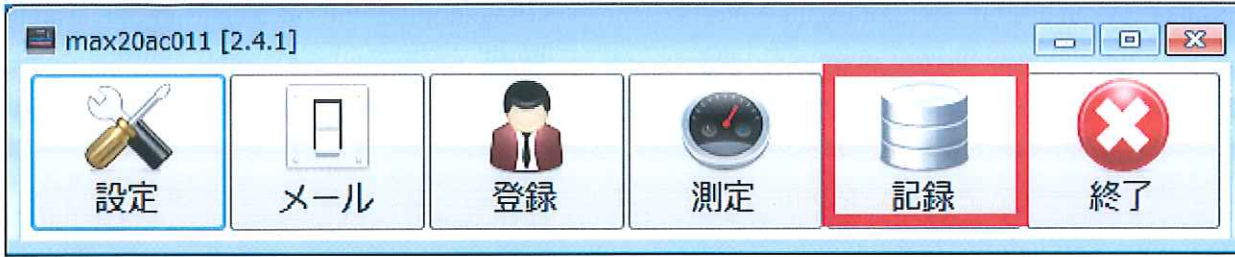 max20ac011 [2.4.1]
設定 メール 登録 測定 記録 終了